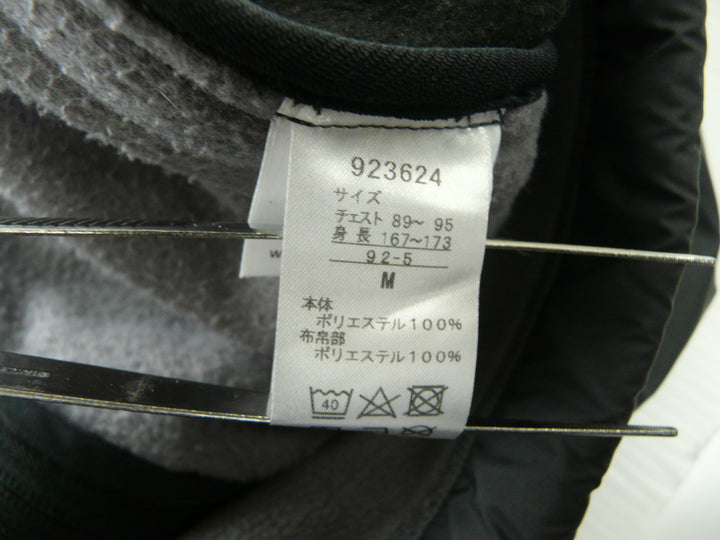 923624
サイズ
チェスト 89～ 95
身 長 167～173
92-5
M
本体
ポリエステル100%
布帛部
ポリエステル100%
40